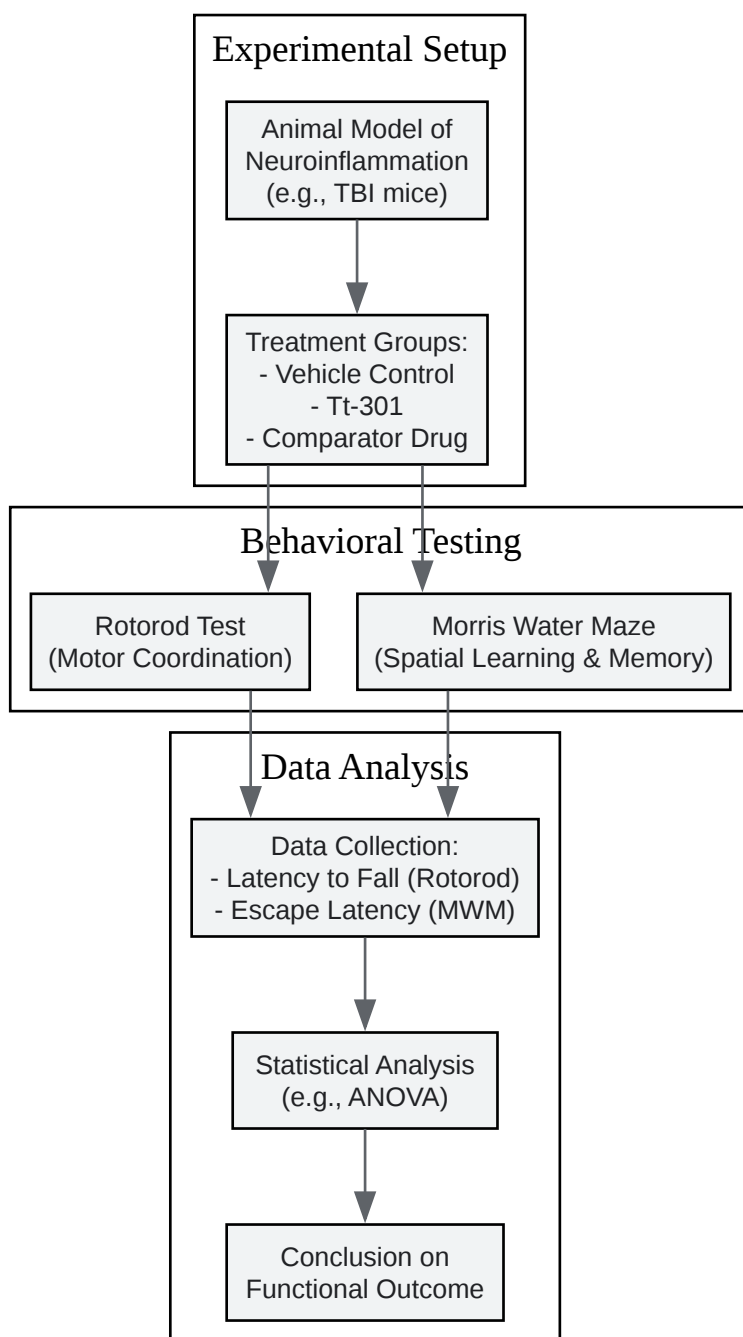 Experimental Setup
Animal Model of
Neuroinflammation
(e.g., TBI mice)
Treatment Groups:
- Vehicle Control
- Tt-301
- Comparator Drug
Behavioral Testing
Rotorod Test
(Motor Coordination)
Morris Water Maze
(Spatial Learning & Memory)
Data Analysis
Data Collection:
- Latency to Fall (Rotorod)
- Escape Latency (MWM)
Statistical Analysis
(e.g., ANOVA)
Conclusion on
Functional Outcome